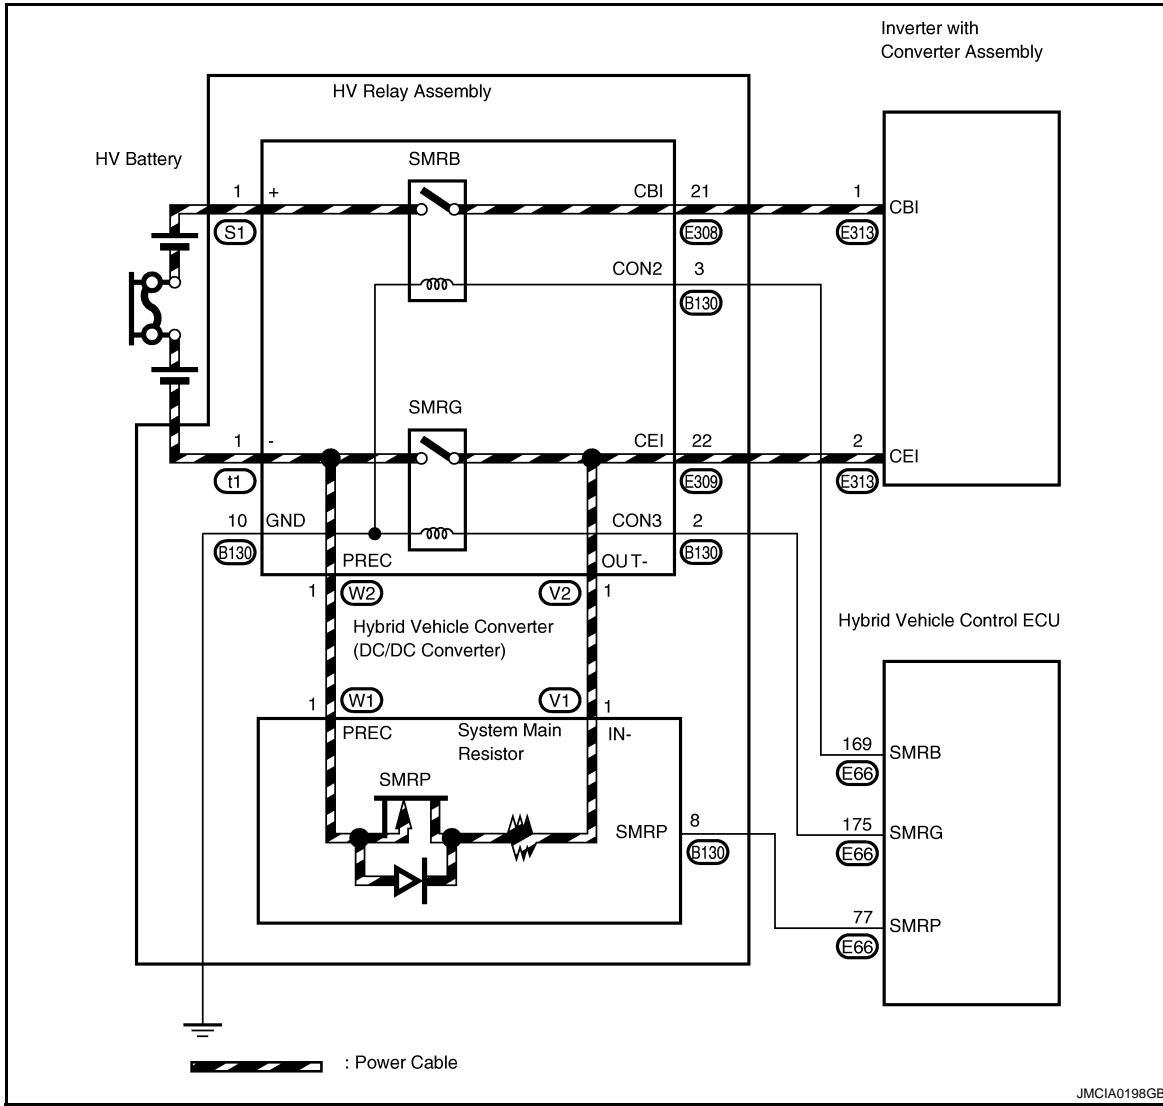 Inverter with
Converter Assembly
HV Relay Assembly
HV Battery
SMRB
1 + CBI 21 1 CBI
S1 E308 E313
CON2 3
B130
SMRG
1 - CEI 22 2 CEI
t1 E309 E313
10 GND CON3 2
B130 PREC OUT- B130
1 W2 V2 1
Hybrid Vehicle Converter
(DC/DC Converter)
Hybrid Vehicle Control ECU
1 W1 V1 1
PREC System Main
Resistor IN-
SMRP
169 SMRB
E66
SMRP 8
B130
175 SMRG
E66
77 SMRP
E66
: Power Cable
JMCIA0198GB